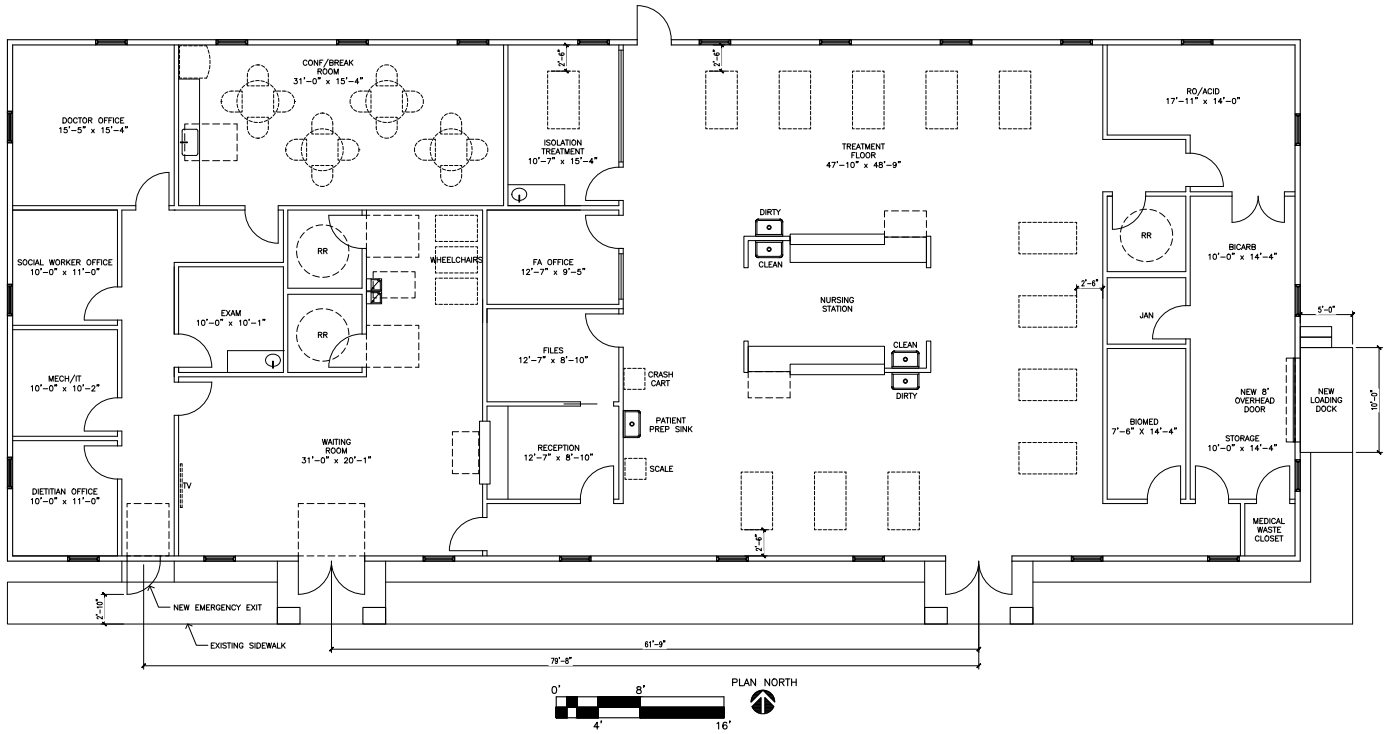 DOCTOR OFFICE
15'-5" x 15'-4"
CONF/BREAK
ROOM
31'-0" x 15'-4"
2'-6"
ISOLATION
TREATMENT
10'-7" x 15'-4"
2'-6"
TREATMENT
FLOOR
47'-10" x 48'-9"
RO/ACID
17'-11" x 14'-0"
SOCIAL WORKER OFFICE
10'-0" x 11'-0"
RR
WHEELCHAIRS
FA OFFICE
12'-7" x 9'-5"
DIRTY
CLEAN
RR
BICARB
10'-0" x 14'-4"
2'-6"
EXAM
10'-0" x 10'-1"
RR
NURSING
STATION
JAN
5'-0"
MECH/IT
10'-0" x 10'-2"
FILES
12'-7" x 8'-10"
CRASH
CART
CLEAN
DIRTY
NEW 8'
OVERHEAD
DOOR
NEW
LOADING
DOCK
10'-0"
WAITING
ROOM
31'-0" x 20'-1"
RECEPTION
12'-7" x 8'-10"
PATIENT
PREP SINK
BIOMED
7'-6" X 14'-4"
STORAGE
10'-0" x 14'-4"
SCALE
TV
DIETITIAN OFFICE
10'-0" x 11'-0"
2'-6"
MEDICAL
WASTE
CLOSET
2'-10"
NEW EMERGENCY EXIT
EXISTING SIDEWALK
61'-9"
79'-8"
0'
8'
4'
16'
PLAN NORTH